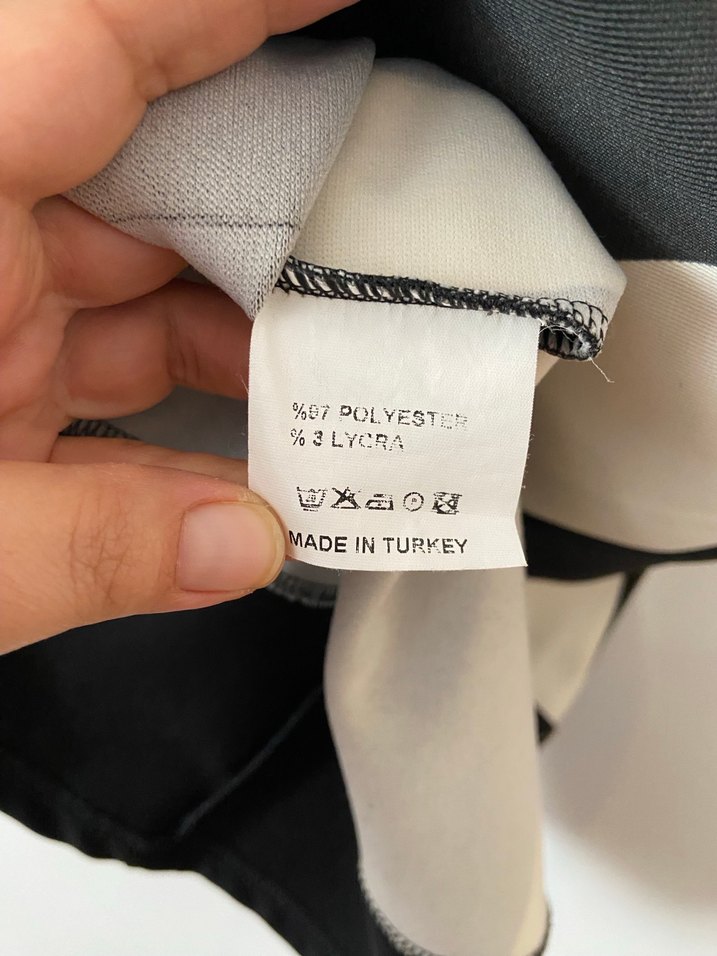 %97 POLYESTER
% 3 LYCRA
MADE IN TURKEY